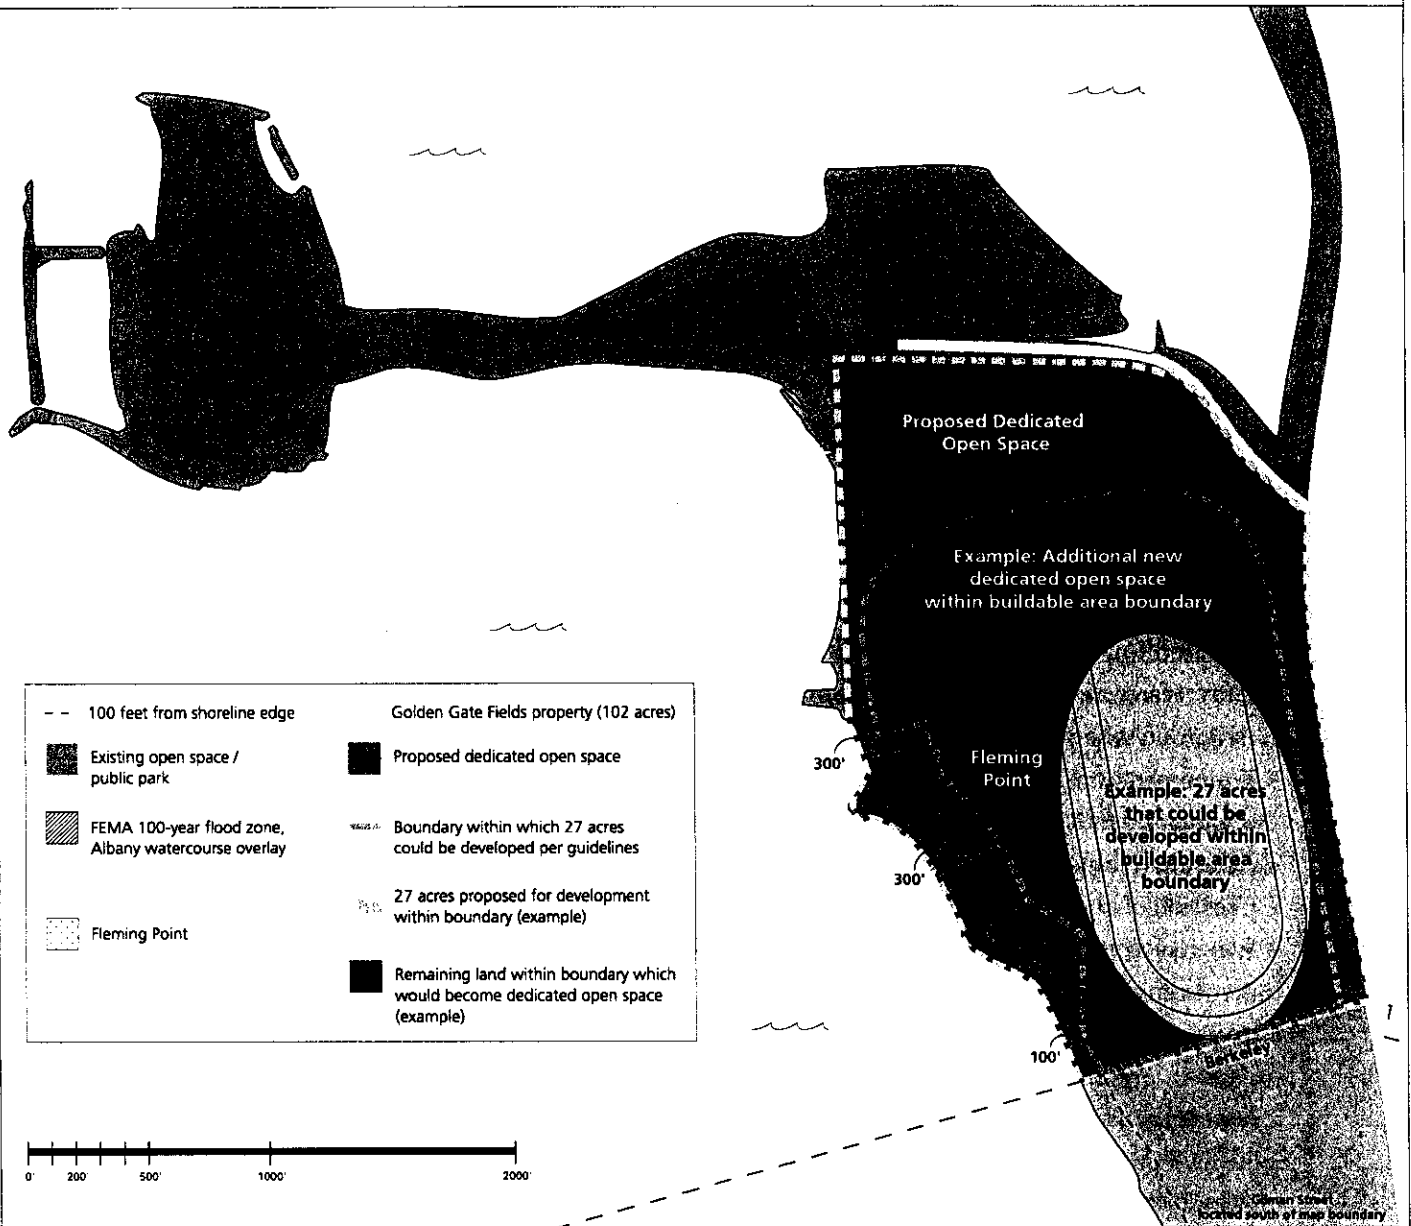 Proposed Dedicated
Open Space
Example: Additional new
dedicated open space
within buildable area boundary
Fleming
Point
Example: 27 acres
that could be
developed within
buildable area
boundary
300'
300'
100'
Berkeley
Gilman Street
located south of map boundary
100 feet from shoreline edge
Existing open space /
public park
FEMA 100-year flood zone,
Albany watercourse overlay
Fleming Point
Golden Gate Fields property (102 acres)
Proposed dedicated open space
Boundary within which 27 acres
could be developed per guidelines
27 acres proposed for development
within boundary (example)
Remaining land within boundary which
would become dedicated open space
(example)
0' 200' 500' 1000' 2000'